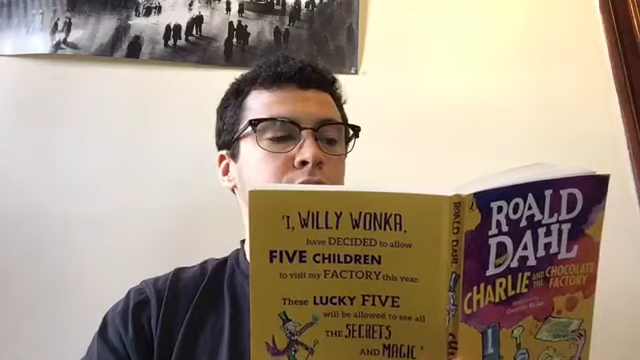 'I, WILLY WONKA,
have DECIDED to allow
FIVE CHILDREN
to visit my FACTORY this year.
These LUCKY FIVE
will be allowed to see all
The SECRETS
AND MAGIC'
ROALD DAHL
ROALD
DAHL
CHARLIE AND THE CHOCOLATE
FACTORY